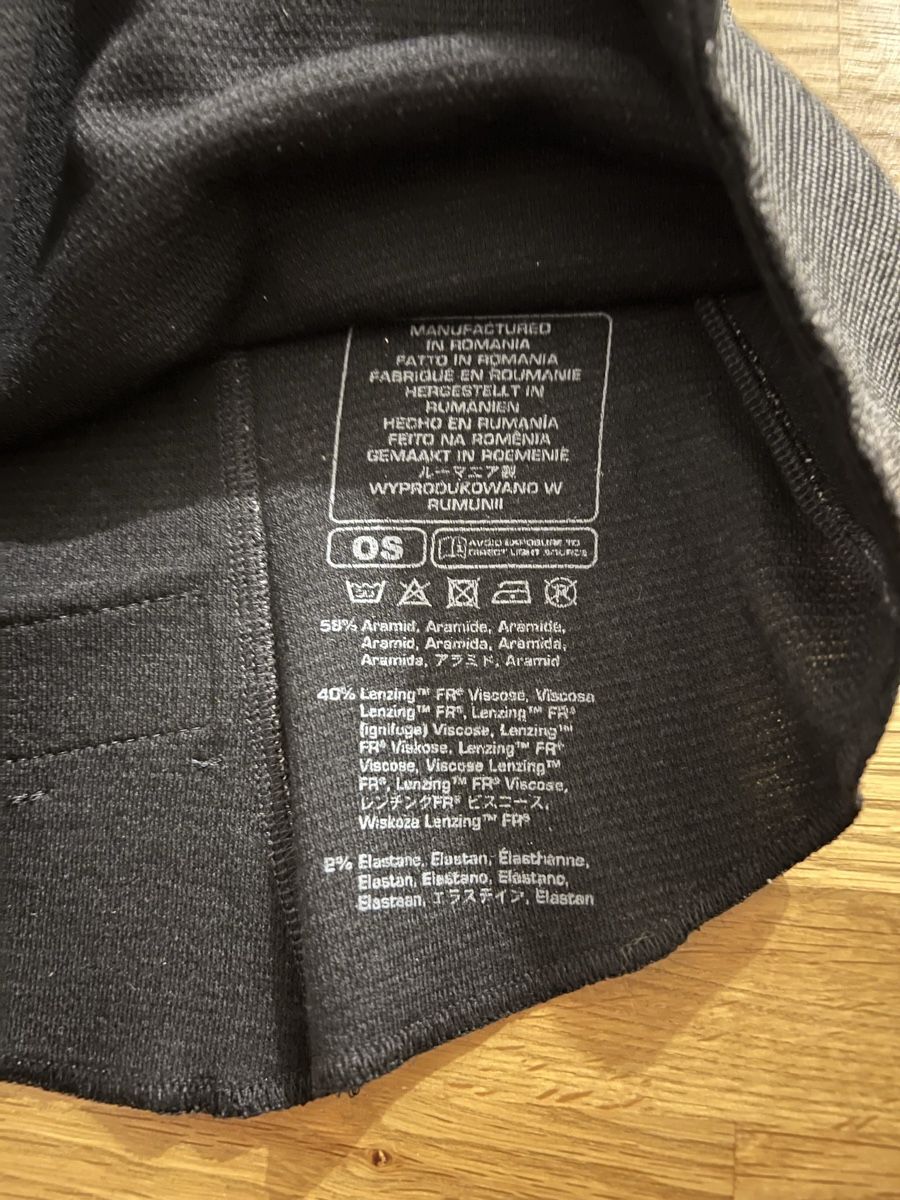 MANUFACTURED
IN ROMANIA
FATTO IN ROMANIA
FABRIQUÉ EN ROUMANIE
HERGESTELLT IN
RUMÄNIEN
HECHO EN RUMANÍA
FEITO NA ROMÉNIA
GEMAAKT IN ROEMENIË
ルーマニア製
WYPRODUKOWANO W
RUMUNII
OS
AVOID EXPOSURE TO
DIRECT LIGHT SOURCE
58% Aramid, Aramide, Aramide,
Aramid, Aramida, Aramida,
Aramida, アラミド, Aramid
40% Lenzing™ FR® Viscose, Viscosa
Lenzing™ FR®, Lenzing™ FR®
(ignifuge) Viscose, Lenzing™
FR® Viskose, Lenzing™ FR®
Viscose, Viscose Lenzing™
FR®, Lenzing™ FR® Viscose,
レンチングFR® ビスコース,
Wiskoza Lenzing™ FR®
2% Elastane, Elastan, Élasthanne,
Elastan, Elastano, Elastano,
Elastaan, エラステイン, Elastan